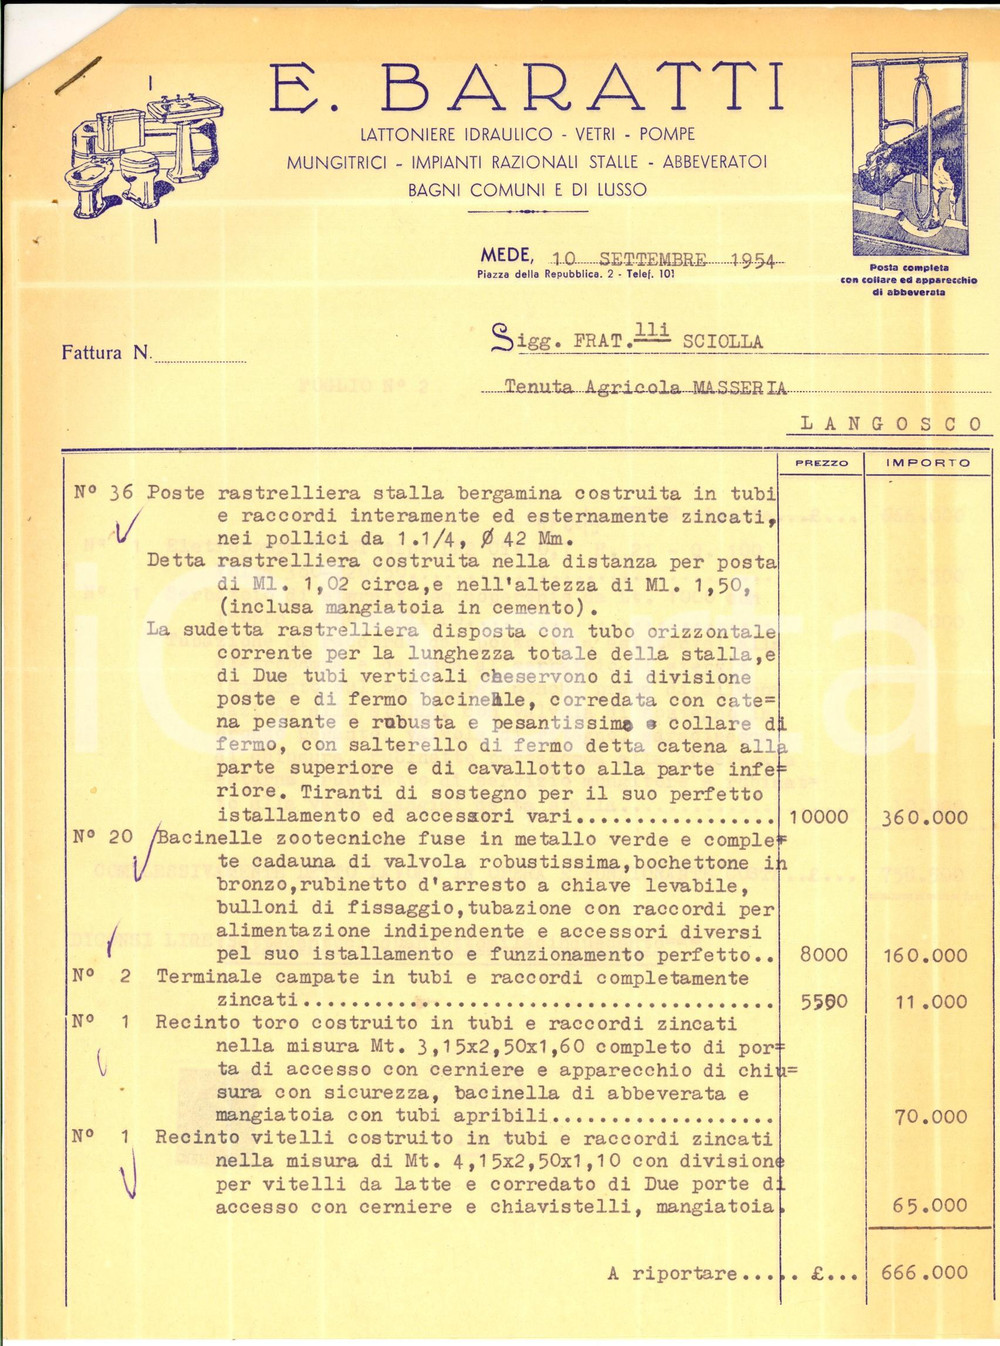 E. BARATTI
LATTONIERE IDRAULICO - VETRI - POMPE
MUNGITRICI - IMPIANTI RAZIONALI STALLE - ABBEVERATOI
BAGNI COMUNI E DI LUSSO
Posta completa
con collare ed apparecchio
di abbeverata
MEDE, 10 SETTEMBRE 1954
Piazza della Repubblica, 2 - Telef. 101
Fattura N.
Sigg. FRAT.lli SCIOLLA
Tenuta Agricola MASSERIA
LANGOSCO
PREZZO IMPORTO
N° 36 Poste rastrelliera stalla bergamina costruita in tubi
e raccordi interamente ed esternamente zincati,
nei pollici da 1.1/4, Ø 42 Mm.
Detta rastrelliera costruita nella distanza per posta
di Ml. 1,02 circa,e nell'altezza di Ml. 1,50,
(inclusa mangiatoia in cemento).
La sudetta rastrelliera disposta con tubo orizzontale
corrente per la lunghezza totale della stalla,e
di Due tubi verticali cheservono di divisione
poste e di fermo bacinelle, corredata con cate=
na pesante e robusta e pesantissimo e collare di
fermo, con salterello di fermo detta catena alla
parte superiore e di cavallotto alla parte infe=
riore. Tiranti di sostegno per il suo perfetto
istallamento ed accessori vari................. 10000 360.000
N° 20 Bacinelle zootecniche fuse in metallo verde e comple=
te cadauna di valvola robustissima,bochettone in
bronzo,rubinetto d'arresto a chiave levabile,
bulloni di fissaggio,tubazione con raccordi per
alimentazione indipendente e accessori diversi
pel suo istallamento e funzionamento perfetto.. 8000 160.000
N° 2 Terminale campate in tubi e raccordi completamente
zincati........................................ 5500 11.000
N° 1 Recinto toro costruito in tubi e raccordi zincati
nella misura Mt. 3,15x2,50x1,60 completo di por=
ta di accesso con cerniere e apparecchio di chiu=
sura con sicurezza, bacinella di abbeverata e
mangiatoia con tubi apribili................... 70.000
N° 1 Recinto vitelli costruito in tubi e raccordi zincati
nella misura di Mt. 4,15x2,50x1,10 con divisione
per vitelli da latte e corredato di Due porte di
accesso con cerniere e chiavistelli, mangiatoia. 65.000
A riportare...... £... 666.000